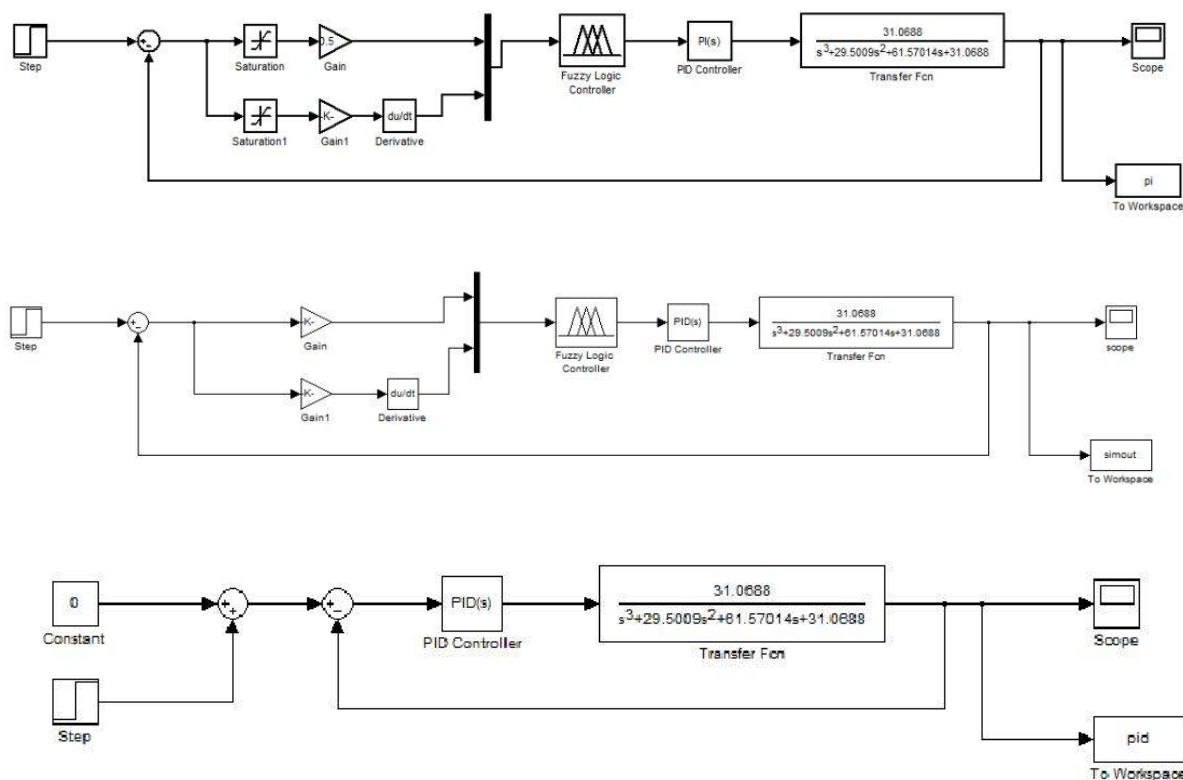 Step
+
-
Saturation
0.5
Gain
Saturation1
-K-
Gain1
du/dt
Derivative
Fuzzy Logic
Controller
PI(s)
PID Controller
31.0688
s³+29.5009s²+61.57014s+31.0688
Transfer Fcn
Scope
pi
To Workspace
Step
+
-
-K-
Gain
-K-
Gain1
du/dt
Derivative
Fuzzy Logic
Controller
PID(s)
PID Controller
31.0688
s³+29.5009s²+61.57014s+31.0688
Transfer Fcn
scope
simout
To Workspace
0
Constant
Step
+
+
+
-
PID(s)
PID Controller
31.0688
s³+29.5009s²+61.57014s+31.0688
Transfer Fcn
Scope
pid
To Workspace